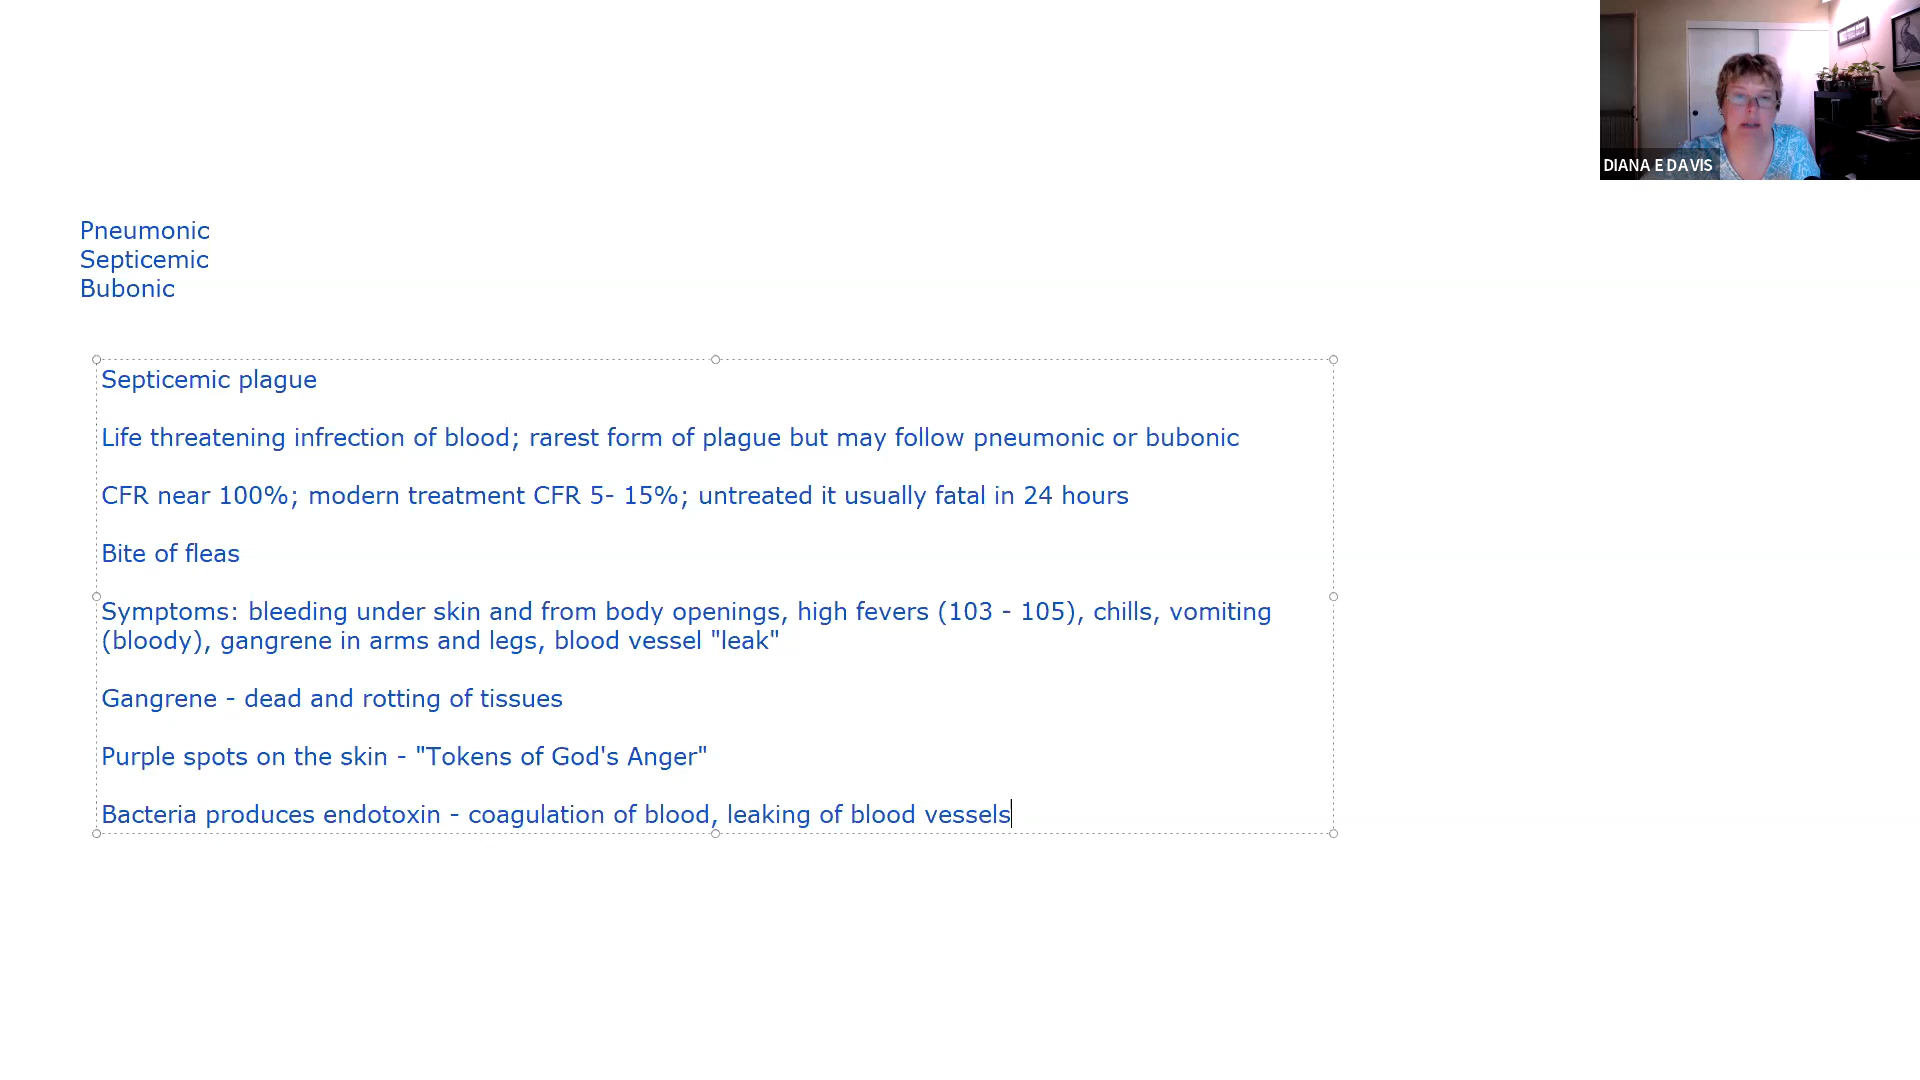 DIANA E DAVIS
Pneumonic
Septicemic
Bubonic
Septicemic plague
Life threatening infrection of blood; rarest form of plague but may follow pneumonic or bubonic
CFR near 100%; modern treatment CFR 5- 15%; untreated it usually fatal in 24 hours
Bite of fleas
Symptoms: bleeding under skin and from body openings, high fevers (103 - 105), chills, vomiting
(bloody), gangrene in arms and legs, blood vessel "leak"
Gangrene - dead and rotting of tissues
Purple spots on the skin - "Tokens of God's Anger"
Bacteria produces endotoxin - coagulation of blood, leaking of blood vessels